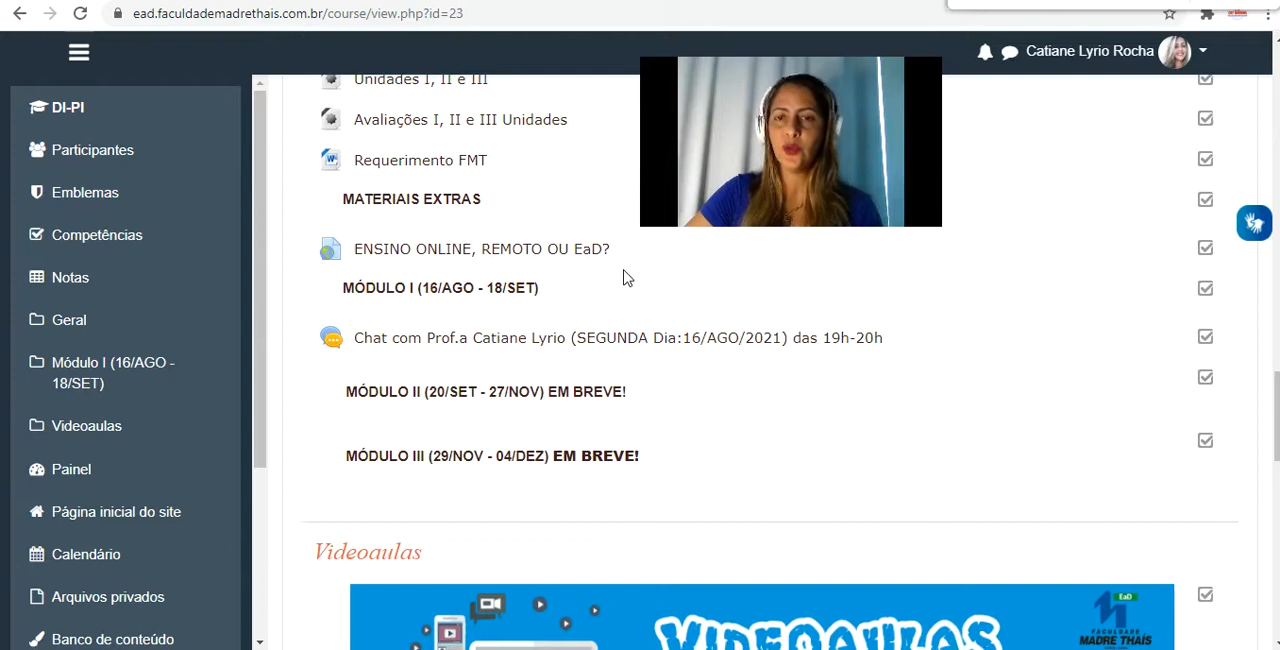 ead.faculdademadrethais.com.br/course/view.php?id=23
Catiane Lyrio Rocha
DI-PI
Participantes
Emblemas
Competências
Notas
Geral
Módulo I (16/AGO -
18/SET)
Videoaulas
Painel
Página inicial do site
Calendário
Arquivos privados
Banco de conteúdo
Unidades I, II e III
Avaliações I, II e III Unidades
Requerimento FMT
MATERIAIS EXTRAS
ENSINO ONLINE, REMOTO OU EaD?
MÓDULO I (16/AGO - 18/SET)
Chat com Prof.a Catiane Lyrio (SEGUNDA Dia:16/AGO/2021) das 19h-20h
MÓDULO II (20/SET - 27/NOV) EM BREVE!
MÓDULO III (29/NOV - 04/DEZ) EM BREVE!
Videoaulas
VIDEOAULAS
EaD
FACULDADE
MADRE THAÍS